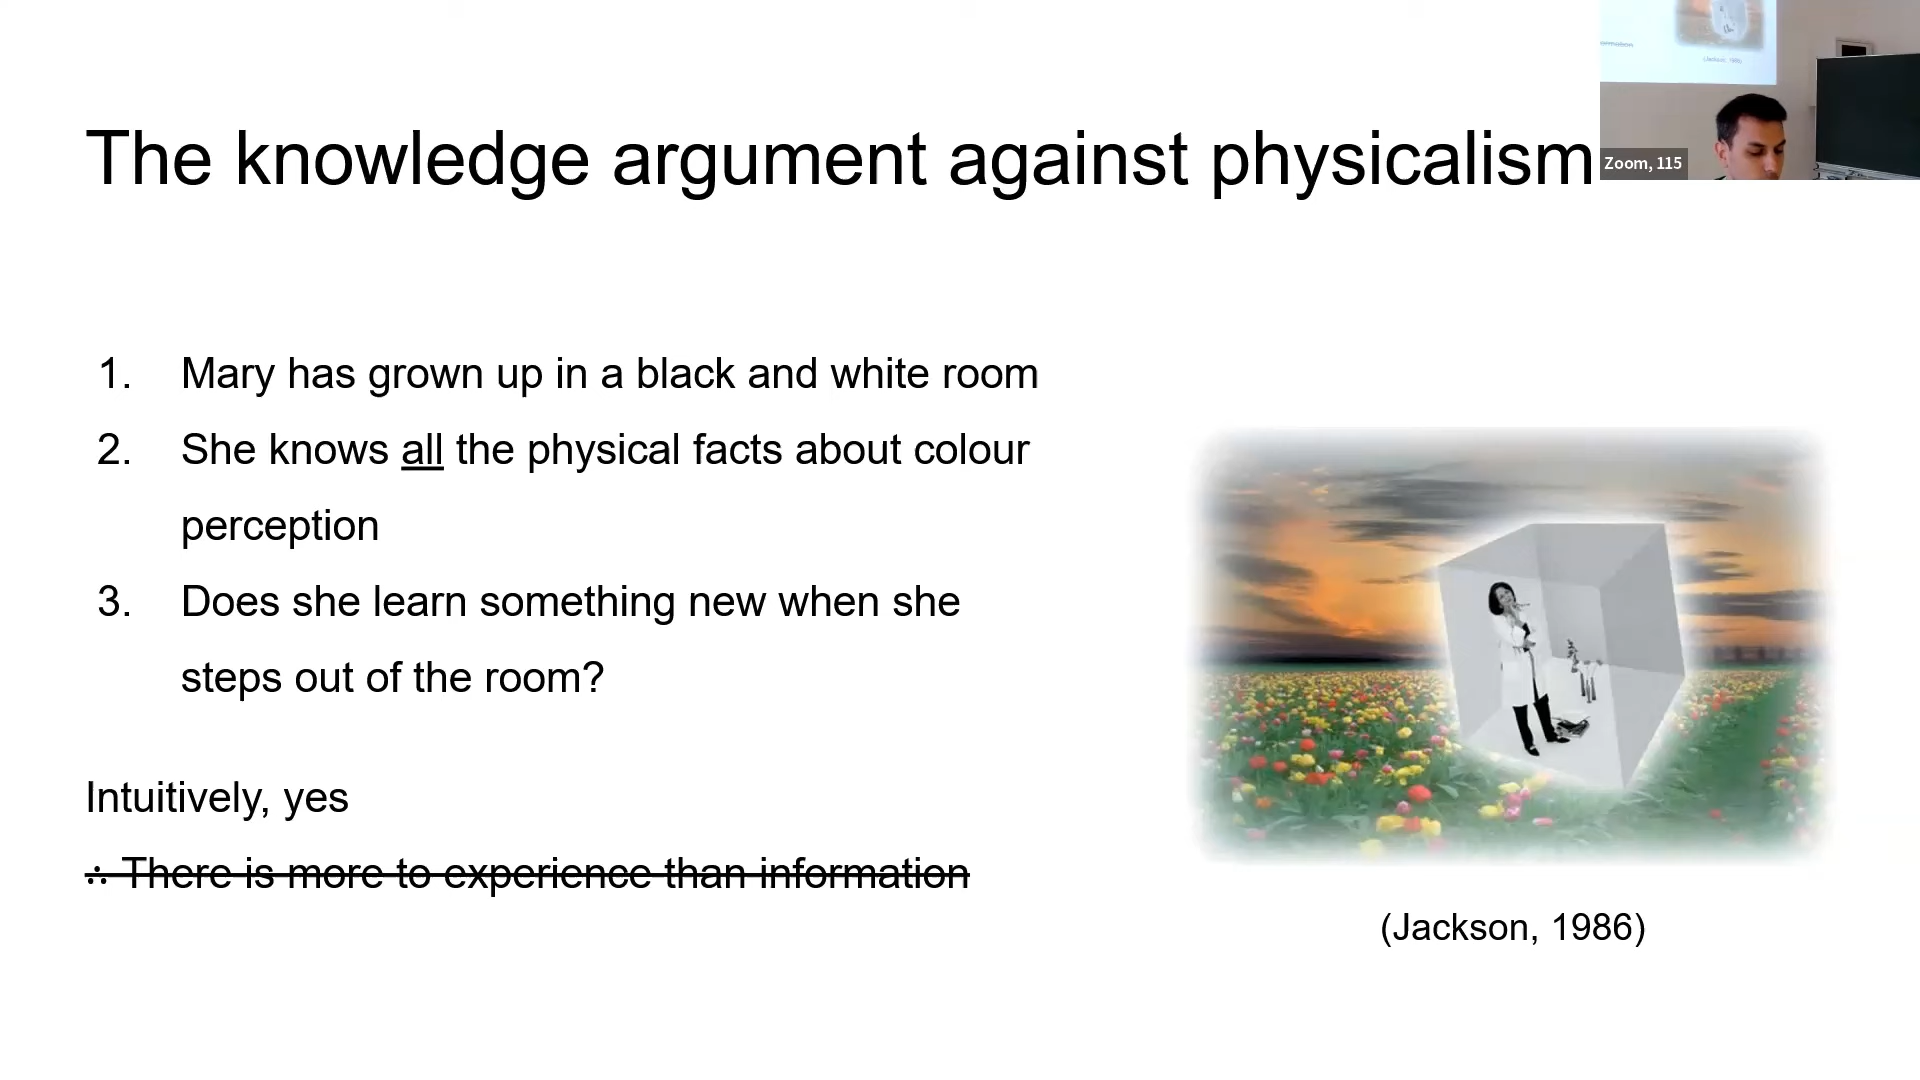 The knowledge argument against physicalism
Zoom, 115
1. Mary has grown up in a black and white room
2. She knows all the physical facts about colour
perception
3. Does she learn something new when she
steps out of the room?
Intuitively, yes
∴ There is more to experience than information
(Jackson, 1986)